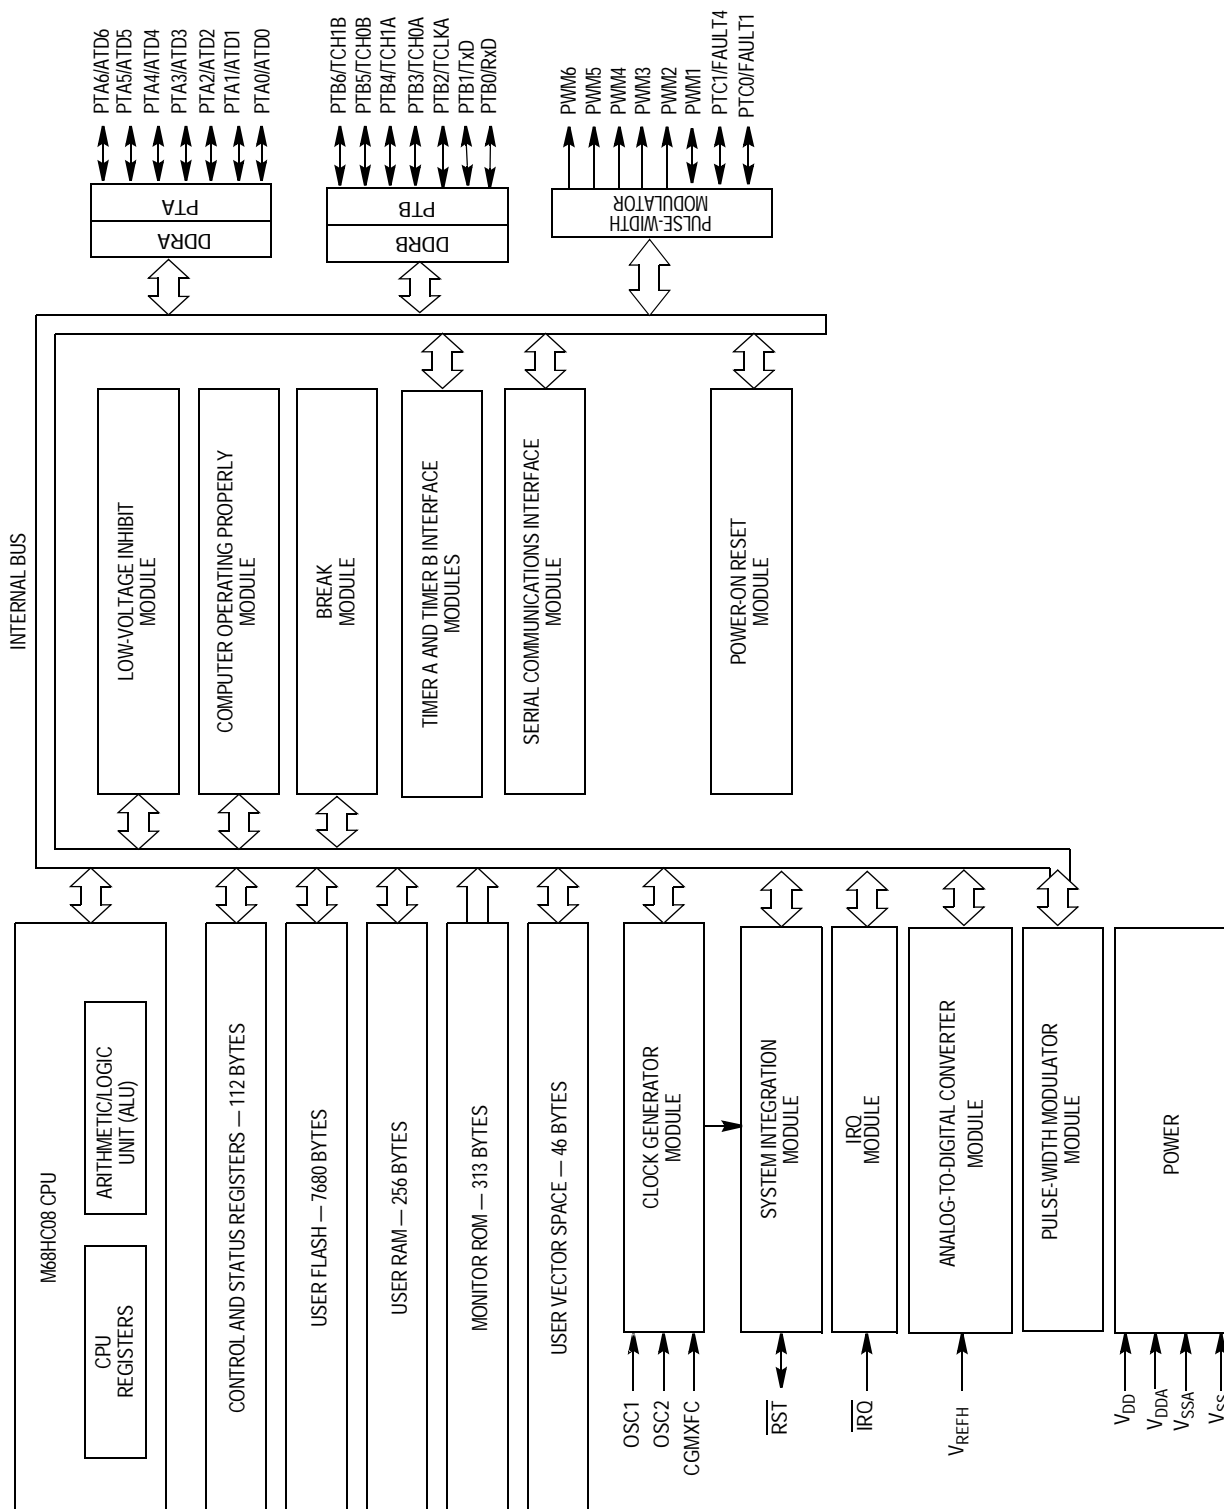 INTERNAL BUS
M68HC08 CPU
CPU
REGISTERS
ARITHMETIC/LOGIC
UNIT (ALU)
CONTROL AND STATUS REGISTERS — 112 BYTES
USER FLASH — 7680 BYTES
USER RAM — 256 BYTES
MONITOR ROM — 313 BYTES
USER VECTOR SPACE — 46 BYTES
OSC1
OSC2
CGMXFC
CLOCK GENERATOR
MODULE
RST
SYSTEM INTEGRATION
MODULE
IRQ
IRQ
MODULE
VREFH
ANALOG-TO-DIGITAL CONVERTER
MODULE
PULSE-WIDTH MODULATOR
MODULE
VDD
VDDA
VSSA
VSS
POWER
LOW-VOLTAGE INHIBIT
MODULE
COMPUTER OPERATING PROPERLY
MODULE
BREAK
MODULE
TIMER A AND TIMER B INTERFACE
MODULES
SERIAL COMMUNICATIONS INTERFACE
MODULE
POWER-ON RESET
MODULE
DDRA
PTA
PTA6/ATD6
PTA5/ATD5
PTA4/ATD4
PTA3/ATD3
PTA2/ATD2
PTA1/ATD1
PTA0/ATD0
DDRB
PTB
PTB6/TCH1B
PTB5/TCH0B
PTB4/TCH1A
PTB3/TCH0A
PTB2/TCLKA
PTB1/TxD
PTB0/RxD
PULSE-WIDTH
MODULATOR
PWM6
PWM5
PWM4
PWM3
PWM2
PWM1
PTC1/FAULT4
PTC0/FAULT1